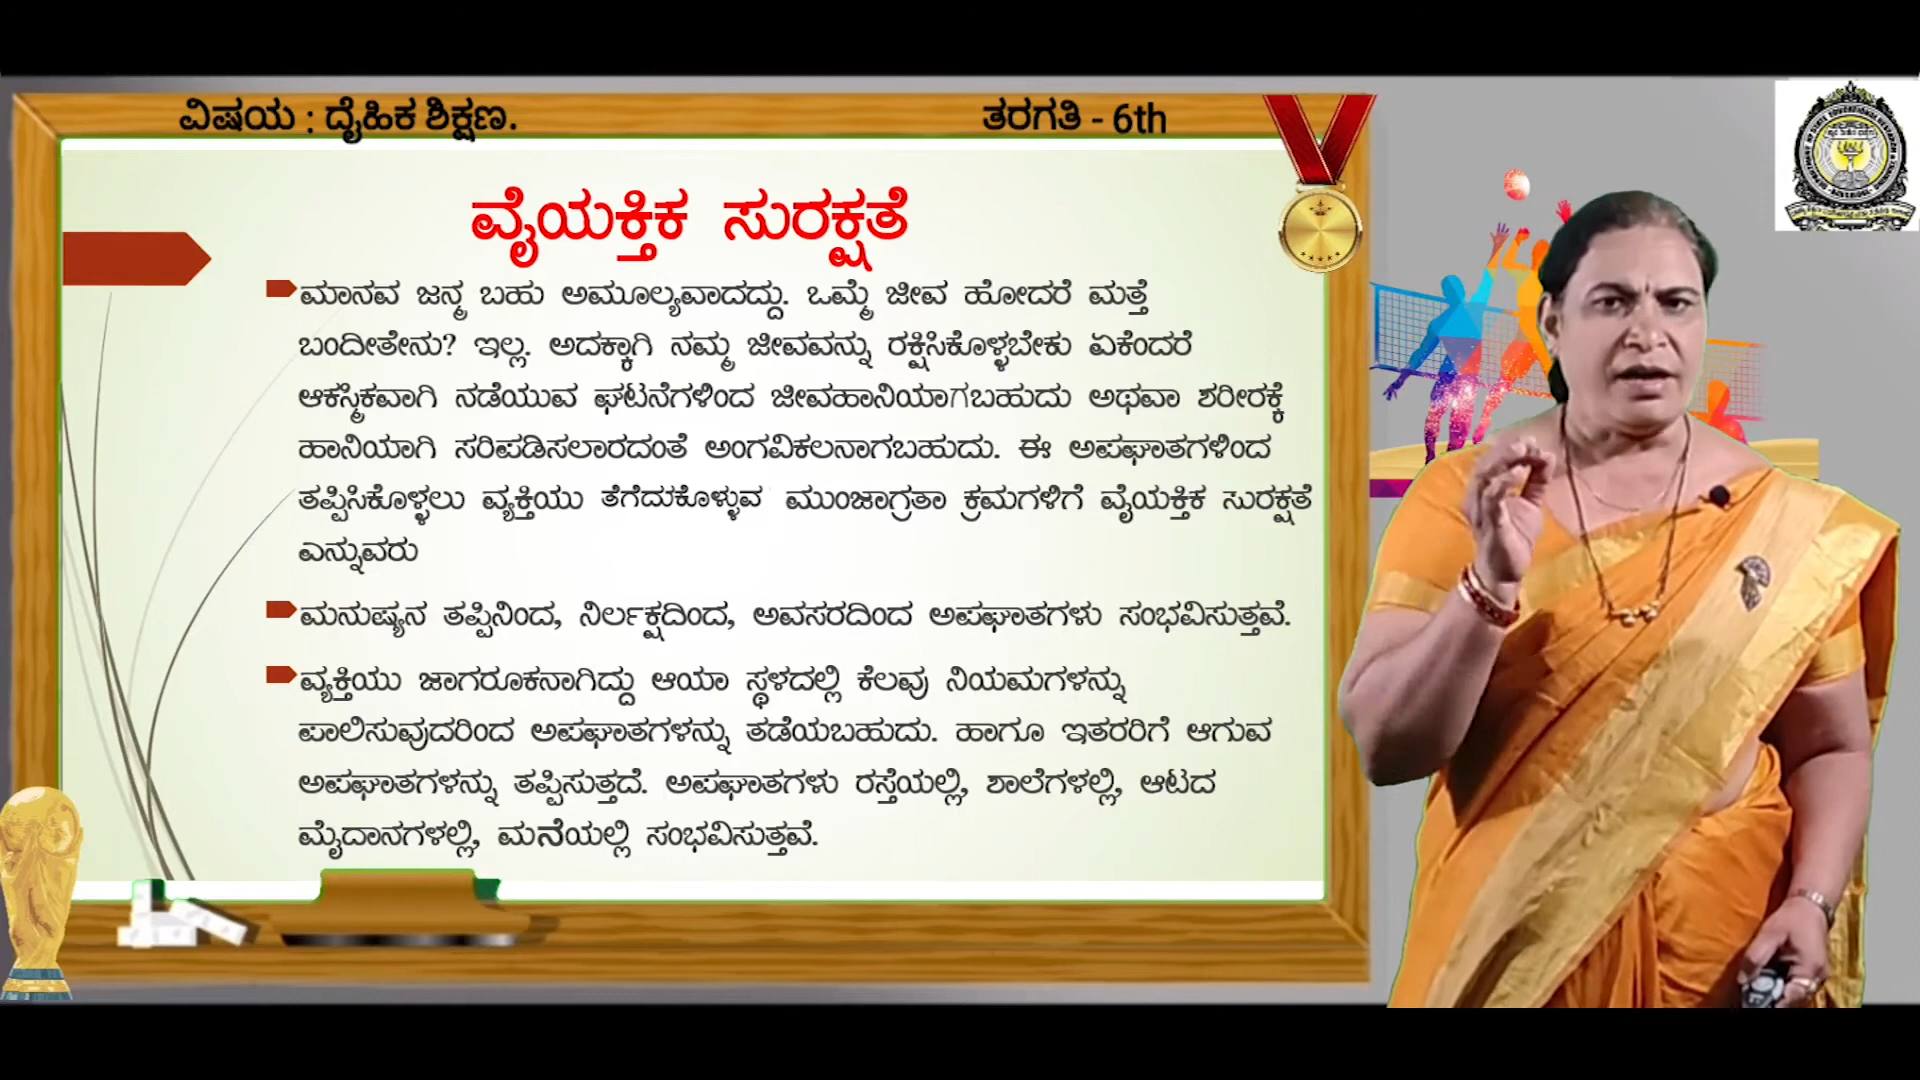 ವಿಷಯ : ದೈಹಿಕ ಶಿಕ್ಷಣ.
ತರಗತಿ - 6th
ವೈಯಕ್ತಿಕ ಸುರಕ್ಷತೆ
ಮಾನವ ಜನ್ಮ ಬಹು ಅಮೂಲ್ಯವಾದದ್ದು. ಒಮ್ಮೆ ಜೀವ ಹೋದರೆ ಮತ್ತೆ
ಬಂದೀತೇನು? ಇಲ್ಲ. ಅದಕ್ಕಾಗಿ ನಮ್ಮ ಜೀವವನ್ನು ರಕ್ಷಿಸಿಕೊಳ್ಳಬೇಕು ಏಕೆಂದರೆ
ಆಕಸ್ಮಿಕವಾಗಿ ನಡೆಯುವ ಘಟನೆಗಳಿಂದ ಜೀವಹಾನಿಯಾಗಬಹುದು ಅಥವಾ ಶರೀರಕ್ಕೆ
ಹಾನಿಯಾಗಿ ಸರಿಪಡಿಸಲಾರದಂತೆ ಅಂಗವಿಕಲನಾಗಬಹುದು. ಈ ಅಪಘಾತಗಳಿಂದ
ತಪ್ಪಿಸಿಕೊಳ್ಳಲು ವ್ಯಕ್ತಿಯು ತೆಗೆದುಕೊಳ್ಳುವ ಮುಂಜಾಗ್ರತಾ ಕ್ರಮಗಳಿಗೆ ವೈಯಕ್ತಿಕ ಸುರಕ್ಷತೆ
ಎನ್ನುವರು
ಮನುಷ್ಯನ ತಪ್ಪಿನಿಂದ, ನಿರ್ಲಕ್ಷದಿಂದ, ಅವಸರದಿಂದ ಅಪಘಾತಗಳು ಸಂಭವಿಸುತ್ತವೆ.
ವ್ಯಕ್ತಿಯು ಜಾಗರೂಕನಾಗಿದ್ದು ಆಯಾ ಸ್ಥಳದಲ್ಲಿ ಕೆಲವು ನಿಯಮಗಳನ್ನು
ಪಾಲಿಸುವುದರಿಂದ ಅಪಘಾತಗಳನ್ನು ತಡೆಯಬಹುದು. ಹಾಗೂ ಇತರರಿಗೆ ಆಗುವ
ಅಪಘಾತಗಳನ್ನು ತಪ್ಪಿಸುತ್ತದೆ. ಅಪಘಾತಗಳು ರಸ್ತೆಯಲ್ಲಿ, ಶಾಲೆಗಳಲ್ಲಿ, ಆಟದ
ಮೈದಾನಗಳಲ್ಲಿ, ಮನೆಯಲ್ಲಿ ಸಂಭವಿಸುತ್ತವೆ.